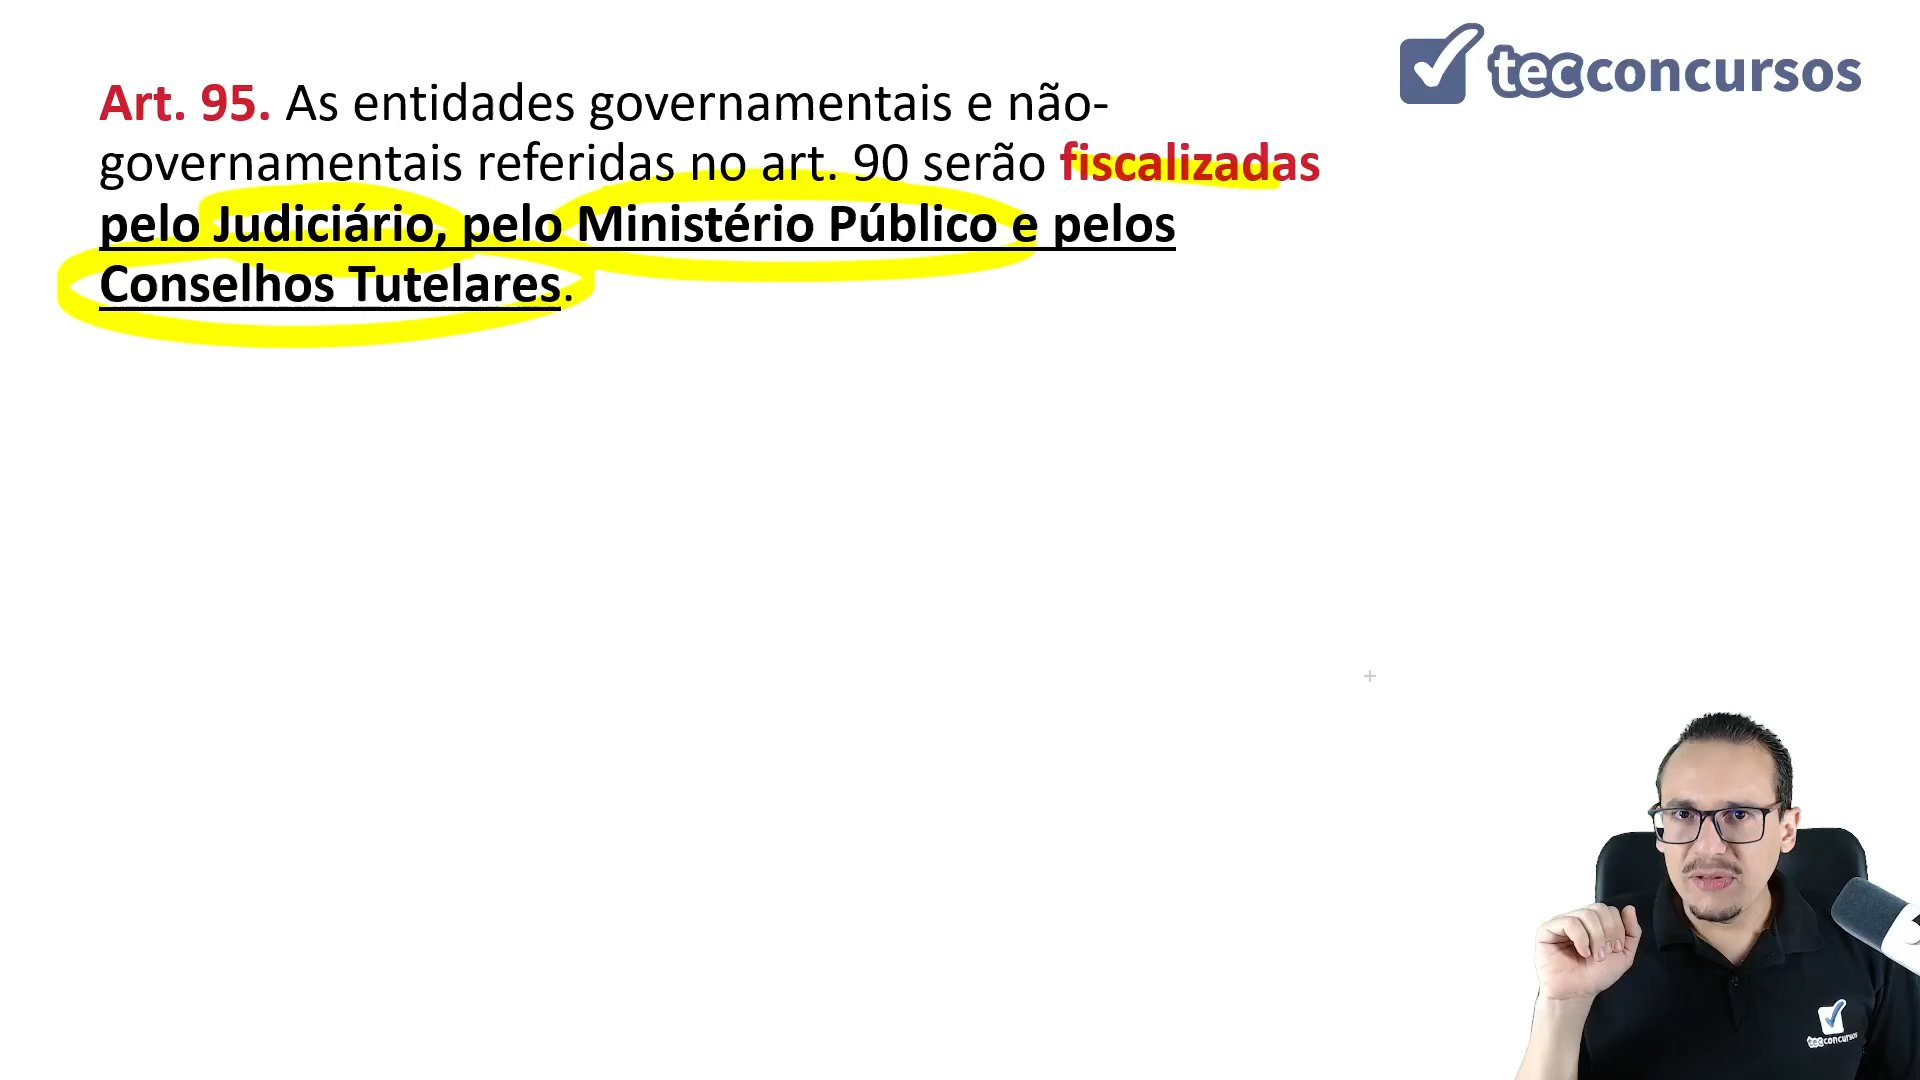 tecconcursos
Art. 95. As entidades governamentais e não-
governamentais referidas no art. 90 serão fiscalizadas
pelo Judiciário, pelo Ministério Público e pelos
Conselhos Tutelares.
tecconcursos